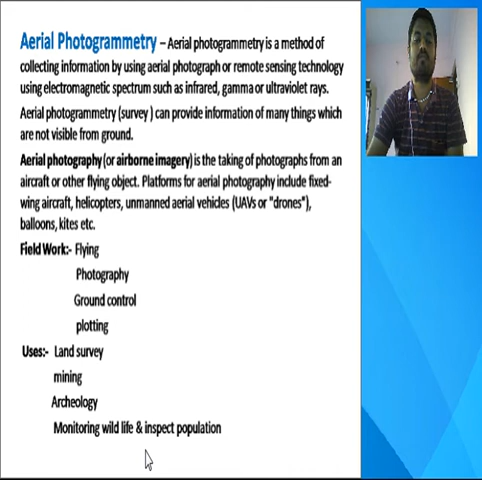 Aerial Photogrammetry – Aerial photogrammetry is a method of
collecting information by using aerial photograph or remote sensing technology
using electromagnetic spectrum such as infrared, gamma or ultraviolet rays.
Aerial photogrammetry (survey ) can provide information of many things which
are not visible from ground.
Aerial photography (or airborne imagery) is the taking of photographs from an
aircraft or other flying object. Platforms for aerial photography include fixed-
wing aircraft, helicopters, unmanned aerial vehicles (UAVs or "drones"),
balloons, kites etc.
Field Work:- Flying
Photography
Ground control
plotting
Uses:- Land survey
mining
Archeology
Monitoring wild life & inspect population